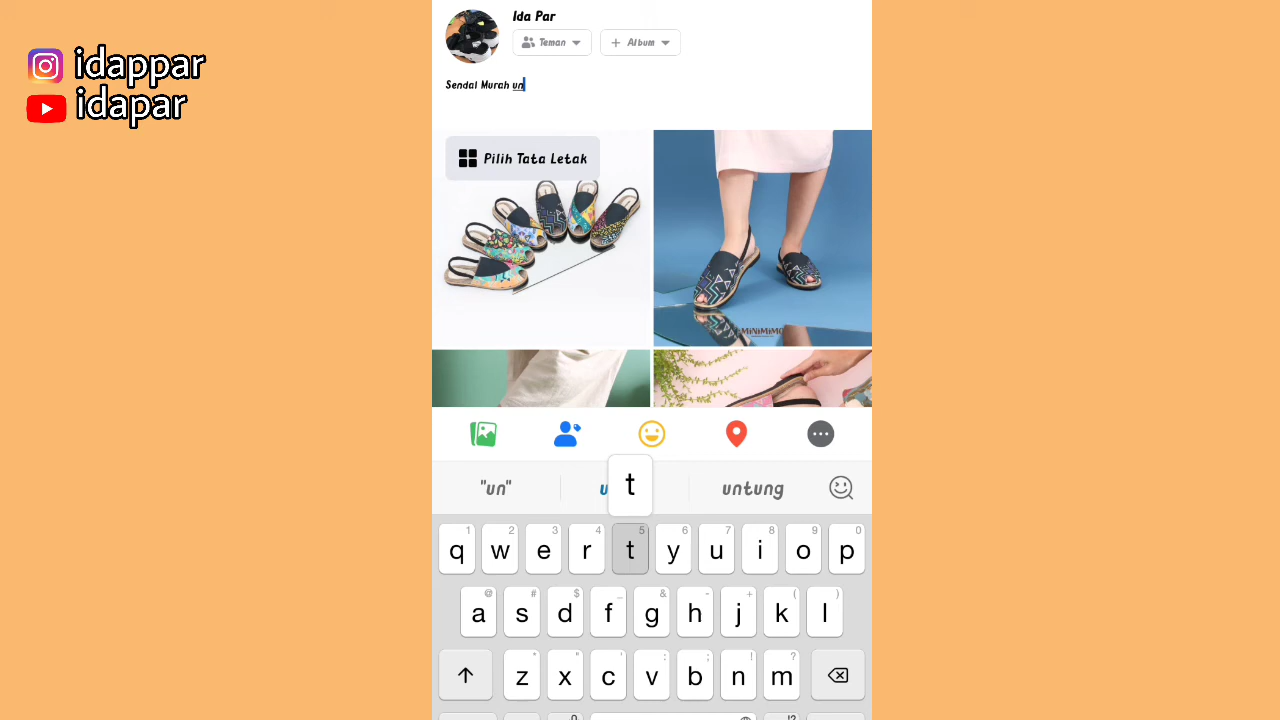 idappar
idapar
Ida Par
Teman
Album
Sendal Murah un
Pilih Tata Letak
MiNiMiMO
"un"
u
t
untung
1 2 3 4 5 6 7 8 9 0
q w e r t y u i o p
@ # $ _ & - + ( )
a s d f g h j k l
* " ' : ; ! ?
z x c v b n m
!?